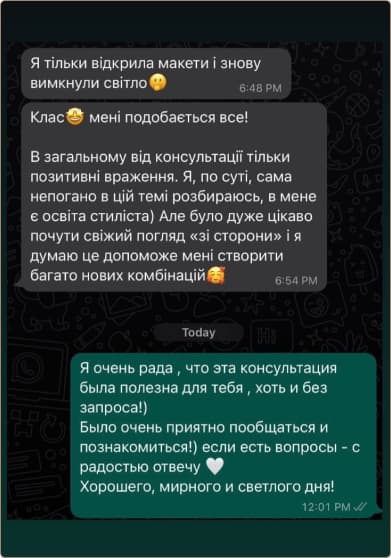 Я тільки відкрила макети і знову
вимкнули світло🫢
6:48 PM
Клас🤩 мені подобається все!
В загальному від консультації тільки
позитивні враження. Я, по суті, сама
непогано в цій темі розбираюсь, в мене
є освіта стиліста) Але було дуже цікаво
почути свіжий погляд «зі сторони» і я
думаю це допоможе мені створити
багато нових комбінацій🥰
6:54 PM
Today
Я очень рада , что эта консультация
была полезна для тебя , хоть и без
запроса!)
Было очень приятно пообщаться и
познакомиться!) если есть вопросы - с
радостью отвечу 🤍
Хорошего, мирного и светлого дня!
12:01 PM